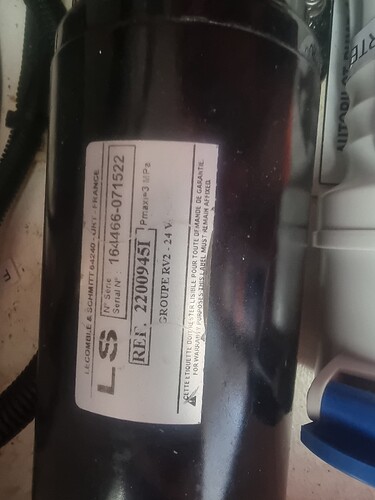 LECOMBLE & SCHMITT 64240 - URT - FRANCE
LS
N° Série
Serial N°
164466-071522
REF. 2200945I
Pmaxi=3 MPa
GROUPE RV2 - 24 V
CETTE ETIQUETTE DOIT RESTER LISIBLE POUR TOUTE DEMANDE DE GARANTIE.
FOR WARRANTY PURPOSES THIS LABEL MUST REMAIN AFFIXED